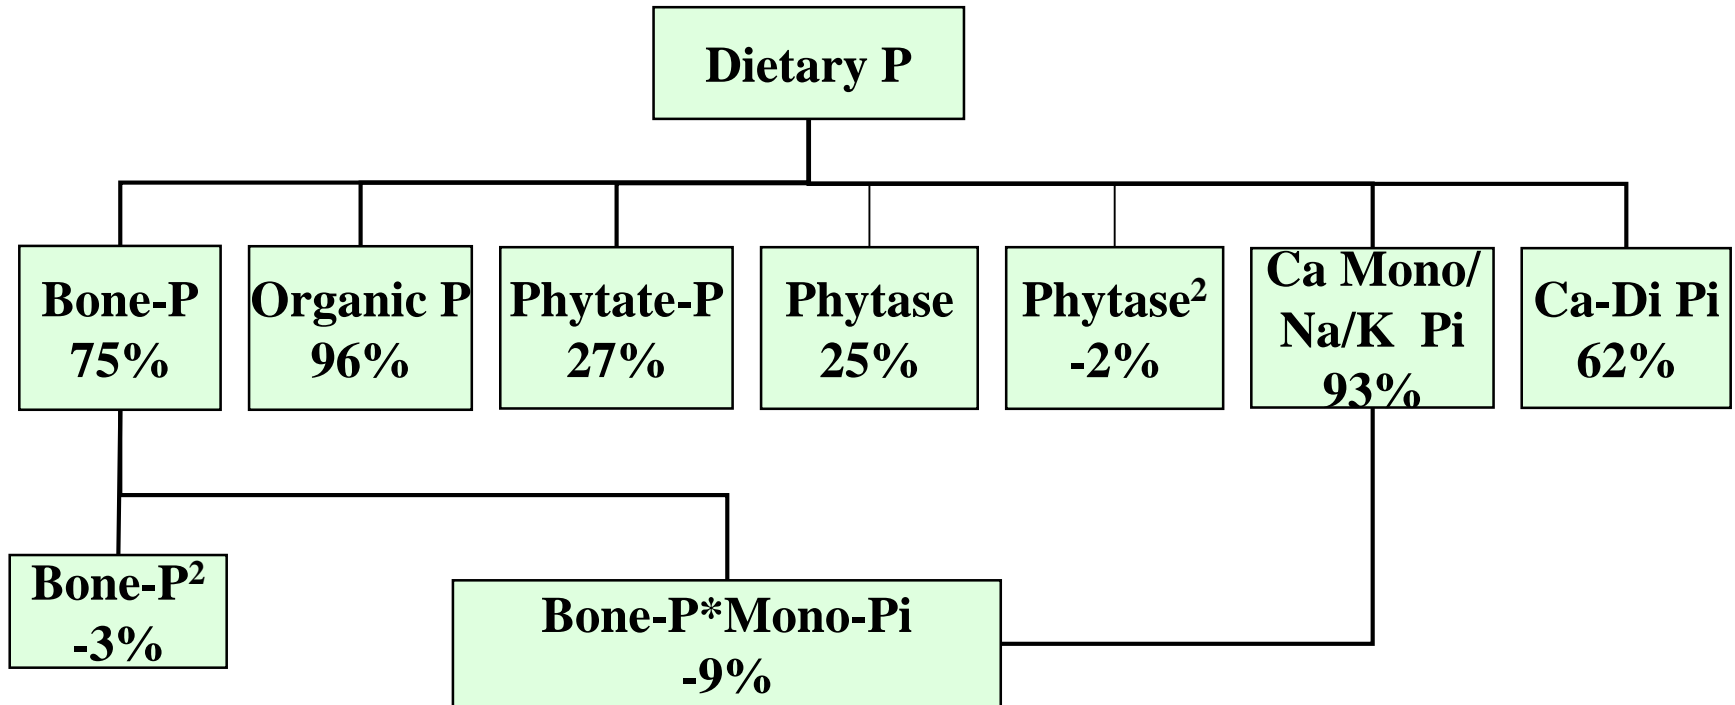 Dietary P
Bone-P
75%
Organic P
96%
Phytate-P
27%
Phytase
25%
Phytase²
-2%
Ca Mono/
Na/K Pi
93%
Ca-Di Pi
62%
Bone-P²
-3%
Bone-P*Mono-Pi
-9%